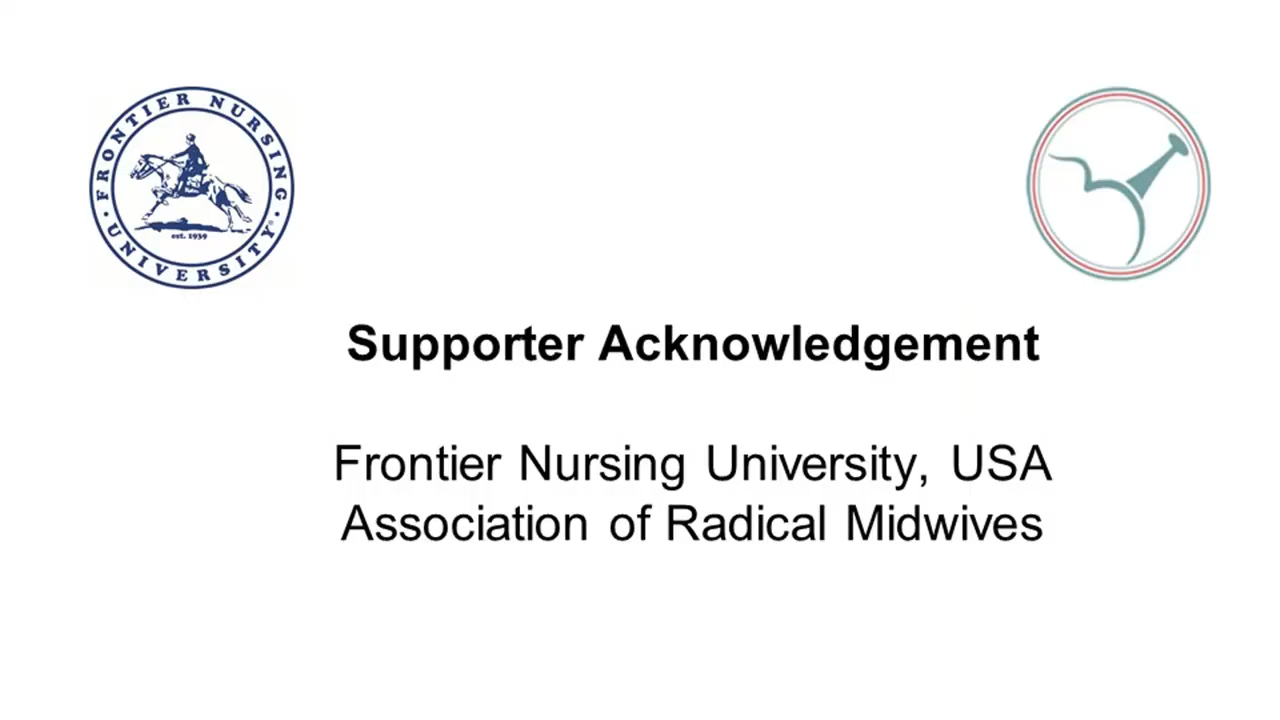 FRONTIER NURSING UNIVERSITY
est. 1939
Supporter Acknowledgement
Frontier Nursing University, USA
Association of Radical Midwives